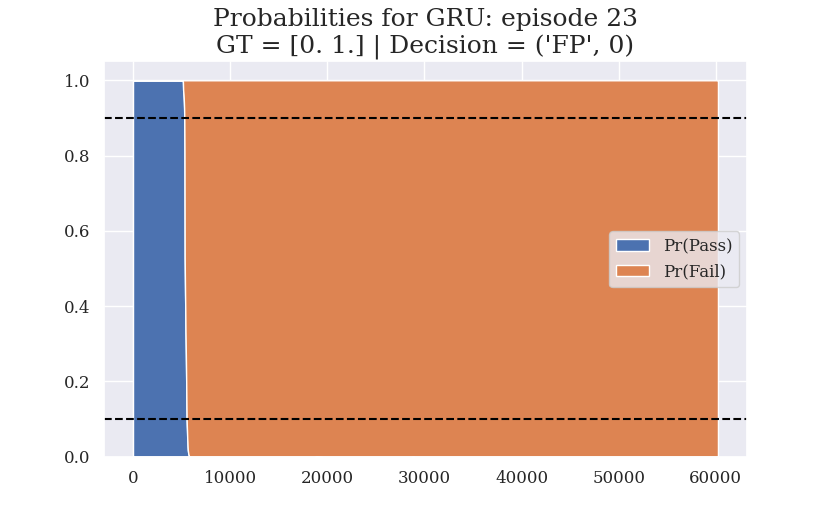 Probabilities for GRU: episode 23
GT = [0. 1.] | Decision = ('FP', 0)
1.0
0.8
0.6
0.4
0.2
0.0
Pr(Pass)
Pr(Fail)
0 10000 20000 30000 40000 50000 60000